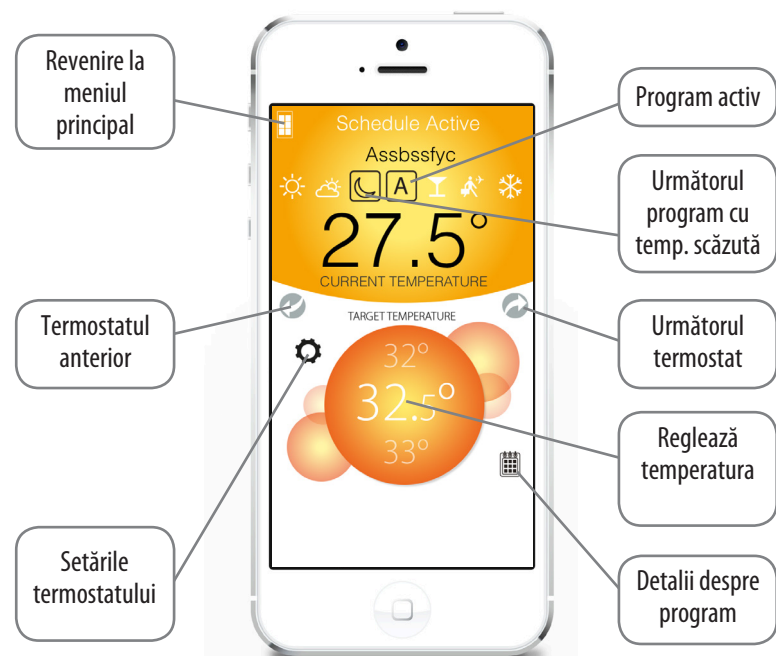 Revenire la
meniul
principal
Program activ
Schedule Active
Assbssfyc
A
27.5°
CURRENT TEMPERATURE
Următorul
program cu
temp. scăzută
Termostatul
anterior
TARGET TEMPERATURE
Următorul
termostat
32°
32.5°
33°
Reglează
temperatura
Setările
termostatului
Detalii despre
program